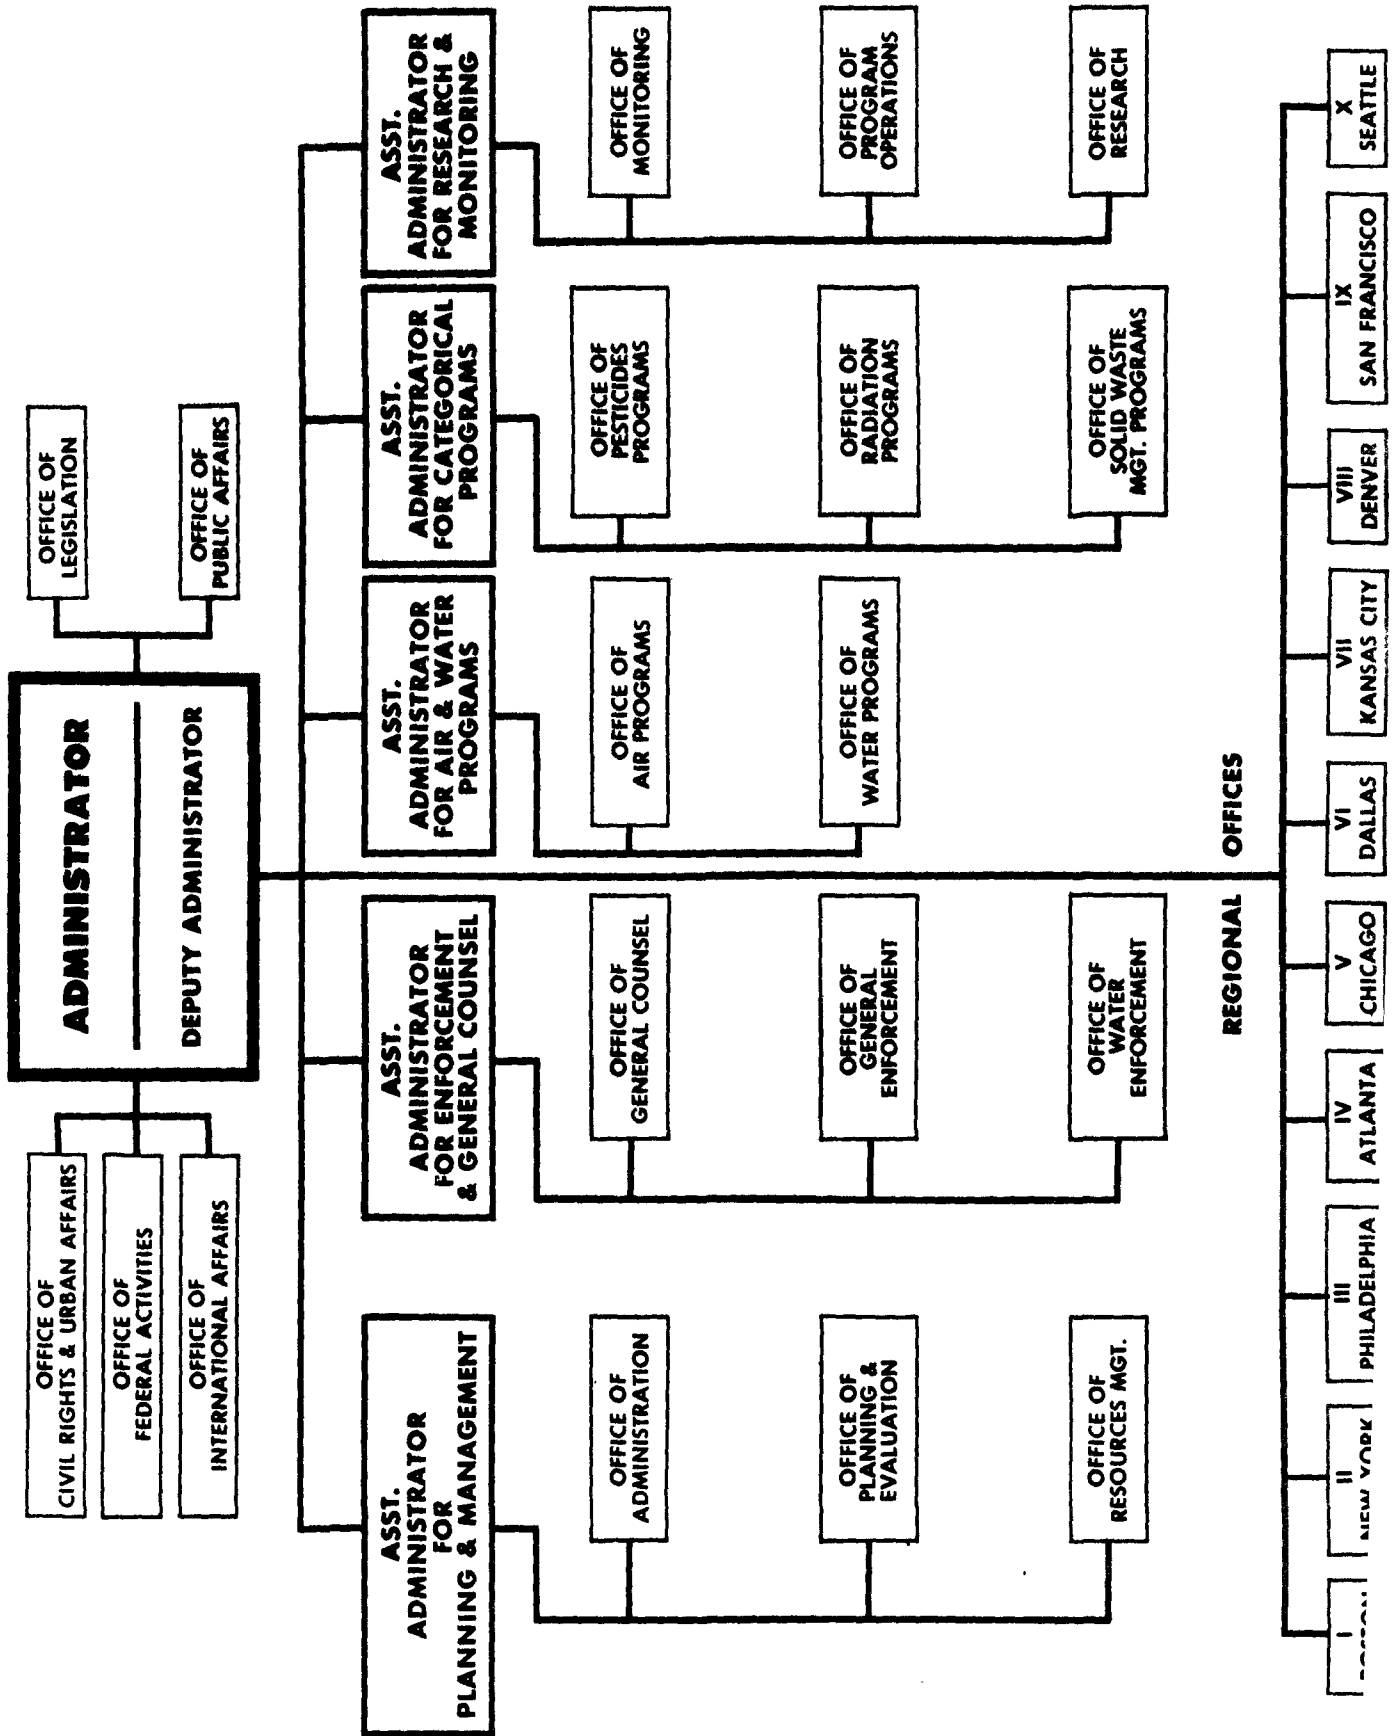 ADMINISTRATOR
DEPUTY ADMINISTRATOR
OFFICE OF
CIVIL RIGHTS & URBAN AFFAIRS
OFFICE OF
FEDERAL ACTIVITIES
OFFICE OF
INTERNATIONAL AFFAIRS
OFFICE OF
LEGISLATION
OFFICE OF
PUBLIC AFFAIRS
ASST.
ADMINISTRATOR
FOR
PLANNING & MANAGEMENT
OFFICE OF
ADMINISTRATION
OFFICE OF
PLANNING &
EVALUATION
OFFICE OF
RESOURCES MGT.
ASST.
ADMINISTRATOR
FOR ENFORCEMENT
& GENERAL COUNSEL
OFFICE OF
GENERAL COUNSEL
OFFICE OF
GENERAL
ENFORCEMENT
OFFICE OF
WATER
ENFORCEMENT
ASST.
ADMINISTRATOR
FOR AIR & WATER
PROGRAMS
OFFICE OF
AIR PROGRAMS
OFFICE OF
WATER PROGRAMS
ASST.
ADMINISTRATOR
FOR CATEGORICAL
PROGRAMS
OFFICE OF
PESTICIDES
PROGRAMS
OFFICE OF
RADIATION
PROGRAMS
OFFICE OF
SOLID WASTE
MGT. PROGRAMS
ASST.
ADMINISTRATOR
FOR RESEARCH &
MONITORING
OFFICE OF
MONITORING
OFFICE OF
PROGRAM
OPERATIONS
OFFICE OF
RESEARCH
REGIONAL OFFICES
I
BOSTON
II
NEW YORK
III
PHILADELPHIA
IV
ATLANTA
V
CHICAGO
VI
DALLAS
VII
KANSAS CITY
VIII
DENVER
IX
SAN FRANCISCO
X
SEATTLE